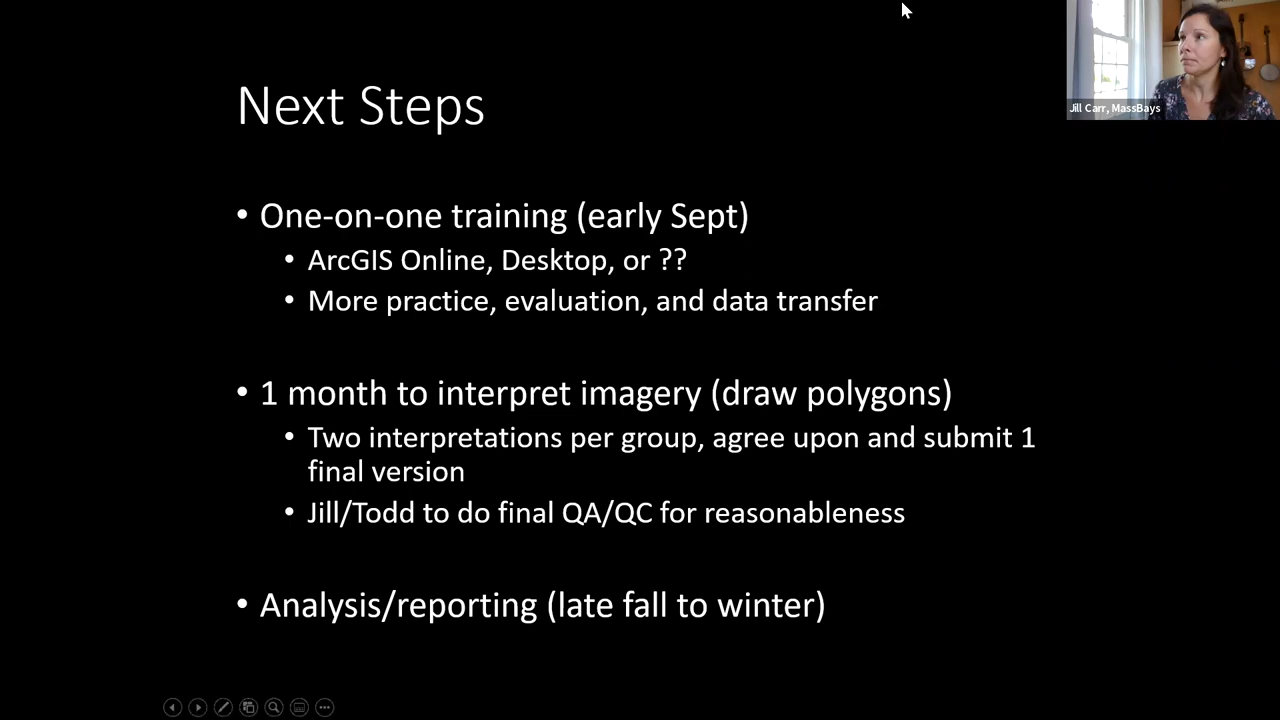 Next Steps
Jill Carr, MassBays
• One-on-one training (early Sept)
• ArcGIS Online, Desktop, or ??
• More practice, evaluation, and data transfer
• 1 month to interpret imagery (draw polygons)
• Two interpretations per group, agree upon and submit 1
final version
• Jill/Todd to do final QA/QC for reasonableness
• Analysis/reporting (late fall to winter)